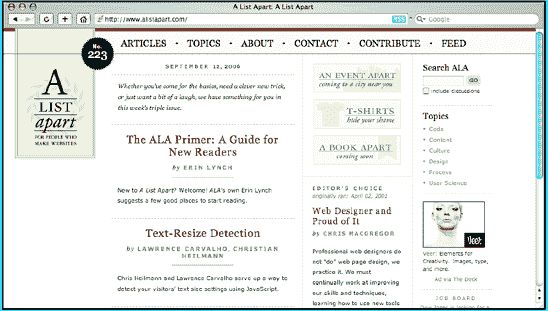 A List Apart: A List Apart
http://www.alistapart.com/
RSS
Google
No. 223
A
LIST
apart
FOR PEOPLE WHO
MAKE WEBSITES
ARTICLES • TOPICS • ABOUT • CONTACT • CONTRIBUTE • FEED
SEPTEMBER 12, 2006
Whether you've come for the basics, need a clever new trick,
or just want a bit of a laugh, we have something for you in
this week's triple issue.
The ALA Primer: A Guide for
New Readers
by ERIN LYNCH
New to A List Apart? Welcome! ALA's own Erin Lynch
suggests a few good places to start reading.
Text-Resize Detection
by LAWRENCE CARVALHO, CHRISTIAN
HEILMANN
Chris Heilmann and Lawrence Carvalho serve up a way to
detect your visitors' text size settings using JavaScript.
AN EVENT APART
coming to a city near you
T-SHIRTS
hide your shame
A BOOK APART
coming soon
EDITOR'S CHOICE
originally ran: April 02, 2001
Web Designer and
Proud of It
by CHRIS MACGREGOR
Professional web designers do
not "do" web page design, we
practice it. We must
continually work at improving
our skills and techniques,
learning how to use new tools
Search ALA
GO
include discussions
Topics
• Code
• Content
• Culture
• Design
• Process
• User Science
Veer
Veer: Elements for
Creativity. Images, type,
and more.
Ad via The Deck
JOB BOARD